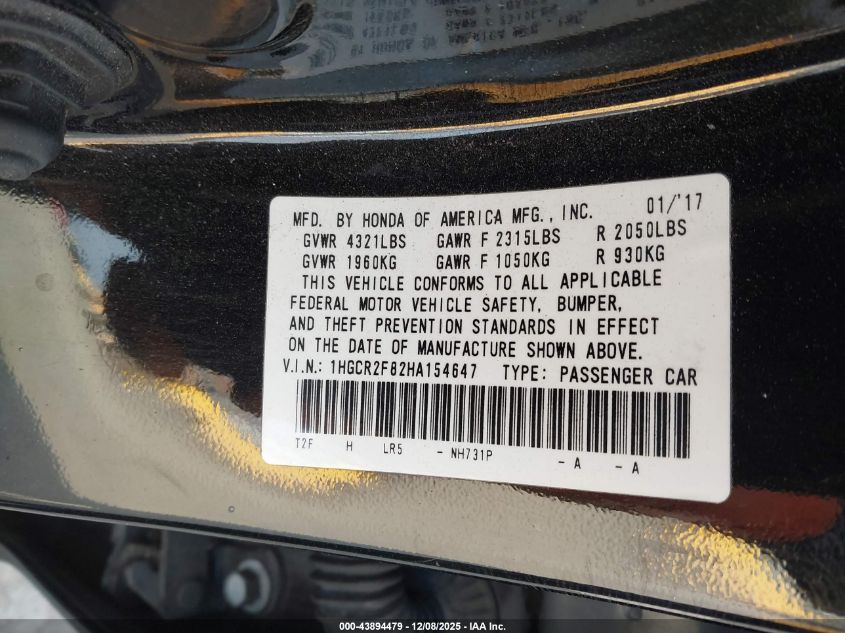 MFD. BY HONDA OF AMERICA MFG., INC. 01/'17
GVWR 4321LBS GAWR F 2315LBS R 2050LBS
GVWR 1960KG GAWR F 1050KG R 930KG
THIS VEHICLE CONFORMS TO ALL APPLICABLE
FEDERAL MOTOR VEHICLE SAFETY, BUMPER,
AND THEFT PREVENTION STANDARDS IN EFFECT
ON THE DATE OF MANUFACTURE SHOWN ABOVE.
V.I.N.: 1HGCR2F82HA154647 TYPE: PASSENGER CAR
T2F H LR5 - NH731P - A - A
000-43894479 - 12/08/2025 - IAA Inc.